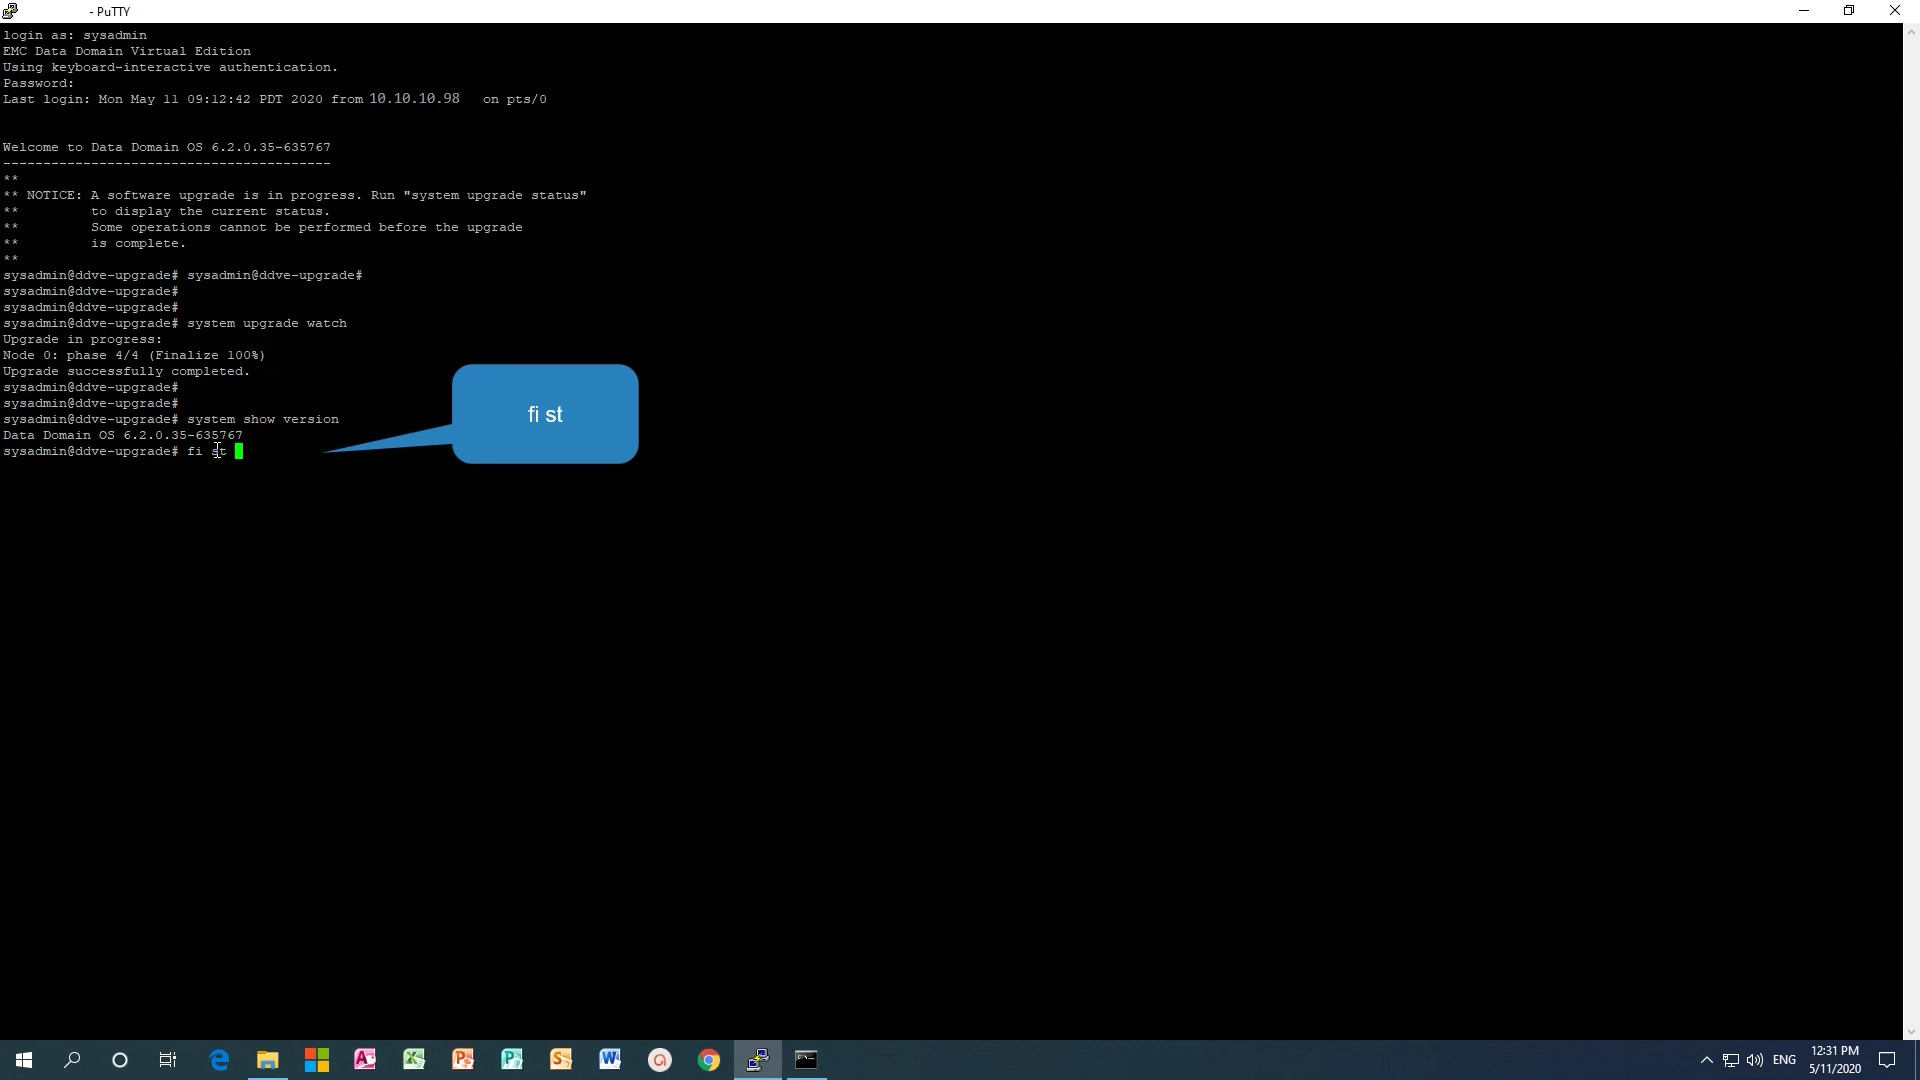 - PuTTY
login as: sysadmin
EMC Data Domain Virtual Edition
Using keyboard-interactive authentication.
Password:
Last login: Mon May 11 09:12:42 PDT 2020 from 10.10.10.98 on pts/0
Welcome to Data Domain OS 6.2.0.35-635767
-----------------------------------------
**
** NOTICE: A software upgrade is in progress. Run "system upgrade status"
** to display the current status.
** Some operations cannot be performed before the upgrade
** is complete.
**
sysadmin@ddve-upgrade# sysadmin@ddve-upgrade#
sysadmin@ddve-upgrade#
sysadmin@ddve-upgrade#
sysadmin@ddve-upgrade# system upgrade watch
Upgrade in progress:
Node 0: phase 4/4 (Finalize 100%)
Upgrade successfully completed.
sysadmin@ddve-upgrade#
sysadmin@ddve-upgrade#
sysadmin@ddve-upgrade# system show version
Data Domain OS 6.2.0.35-635767
sysadmin@ddve-upgrade# fi st
fi st
ENG
12:31 PM
5/11/2020